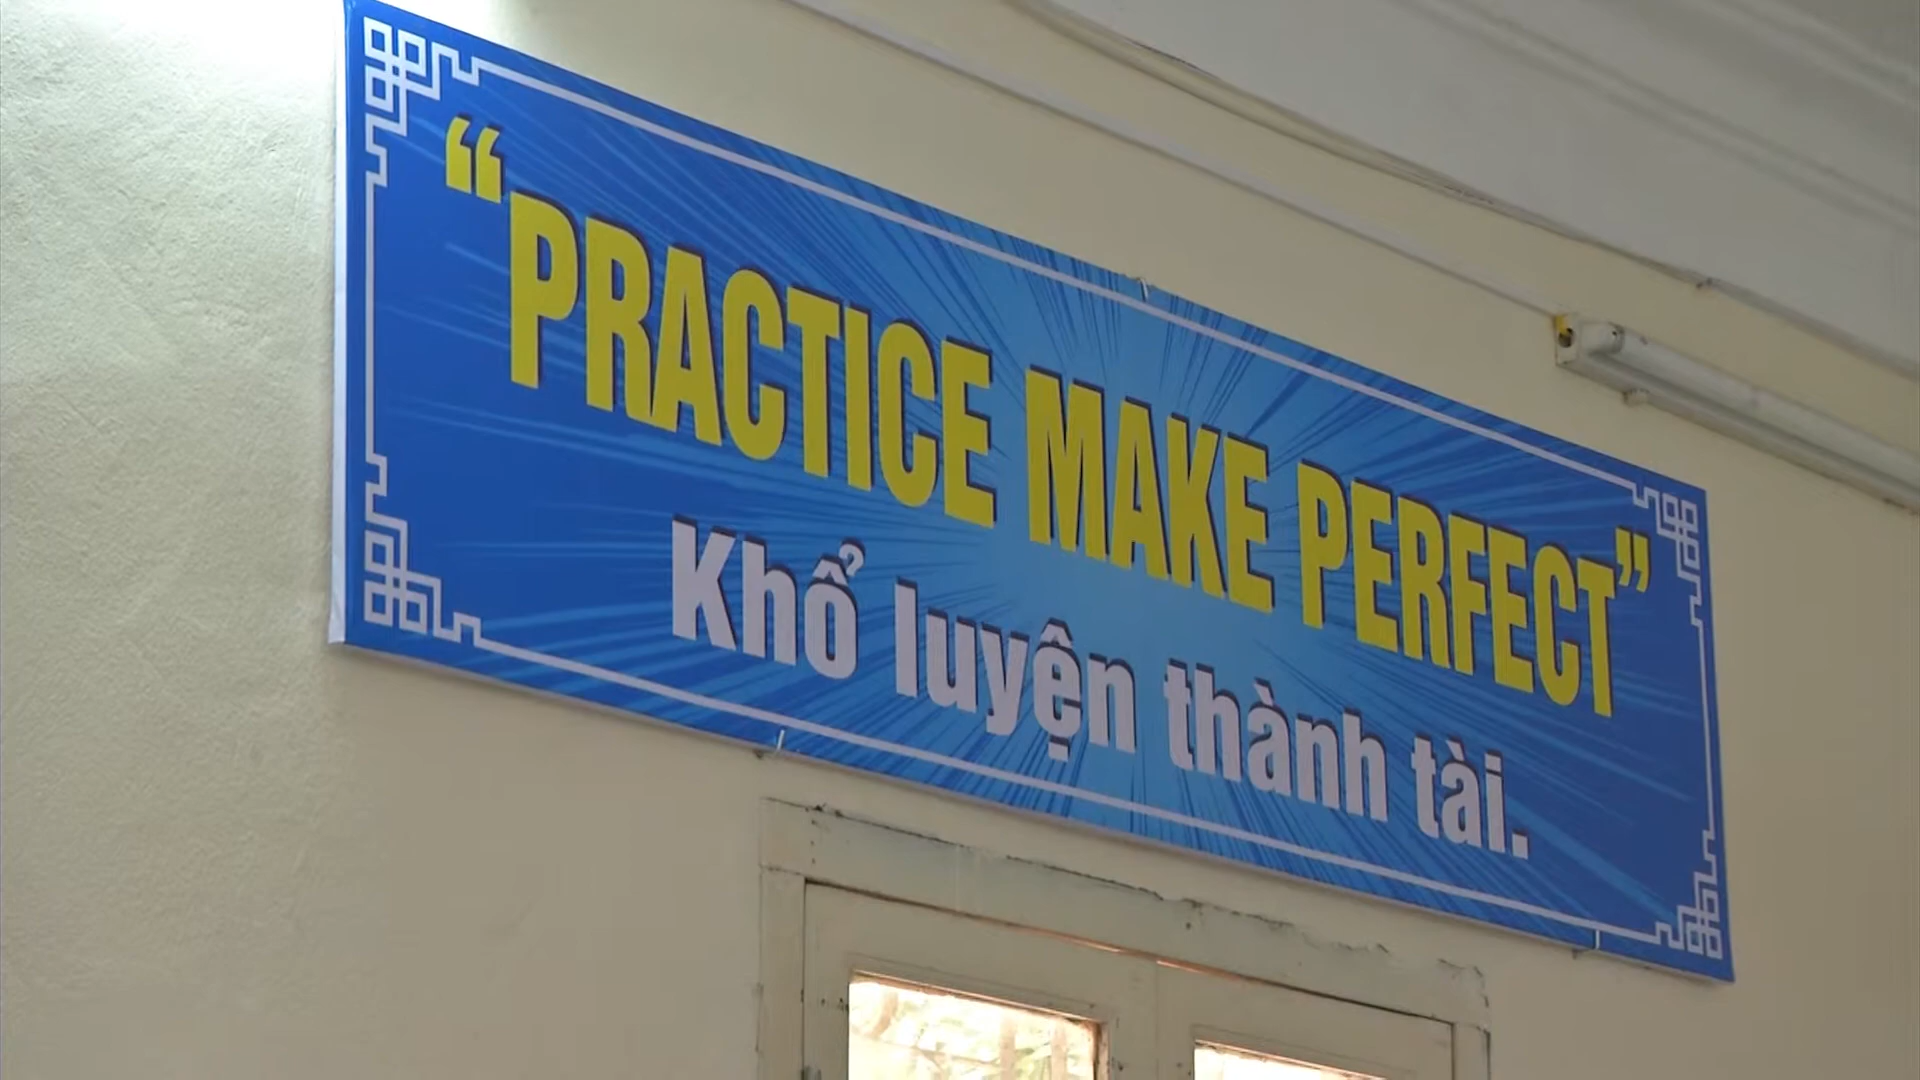 “PRACTICE MAKE PERFECT”
Khổ luyện thành tài.